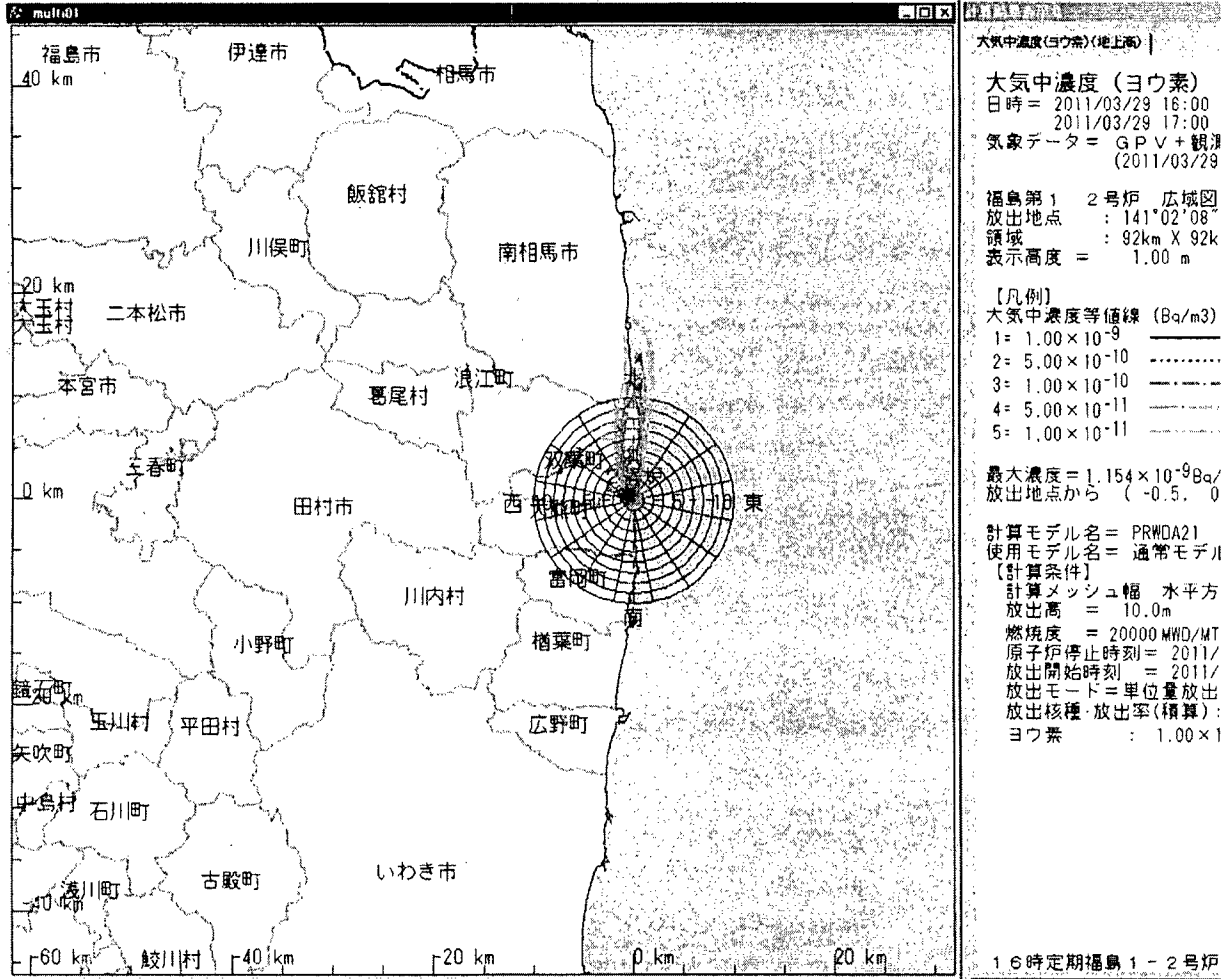 multi01
福島市
伊達市
相馬市
40 km
飯舘村
川俣町
南相馬市
20 km
大玉村
大玉村
二本松市
本宮市
浪江町
葛尾村
北
三春町
双葉町
0 km
田村市
西
5
10
東
富岡町
川内村
南
小野町
楢葉町
鏡石町
玉川村
平田村
広野町
矢吹町
中島村
石川町
いわき市
古殿町
浅川町
-40 km
-60 km
鮫川村
-40 km
-20 km
0 km
20 km
大気中濃度(ヨウ素)(地上高)
大気中濃度 (ヨウ素)
日時= 2011/03/29 16:00
2011/03/29 17:00
気象データ= GPV+観測
(2011/03/29
福島第1 2号炉 広域図
放出地点 : 141°02'08"
領域 : 92km X 92k
表示高度 = 1.00 m
【凡例】
大気中濃度等値線 (Bq/m3)
1= 1.00×10⁻⁹
2= 5.00×10⁻¹⁰
3= 1.00×10⁻¹⁰
4= 5.00×10⁻¹¹
5= 1.00×10⁻¹¹
最大濃度=1.154×10⁻⁹Bq/
放出地点から ( -0.5, 0
計算モデル名= PRWDA21
使用モデル名= 通常モデル
【計算条件】
計算メッシュ幅 水平方
放出高 = 10.0m
燃焼度 = 20000MWD/MT
原子炉停止時刻= 2011/
放出開始時刻 = 2011/
放出モード=単位量放出
放出核種・放出率(積算):
ヨウ素 : 1.00×1
16時定期福島1-2号炉